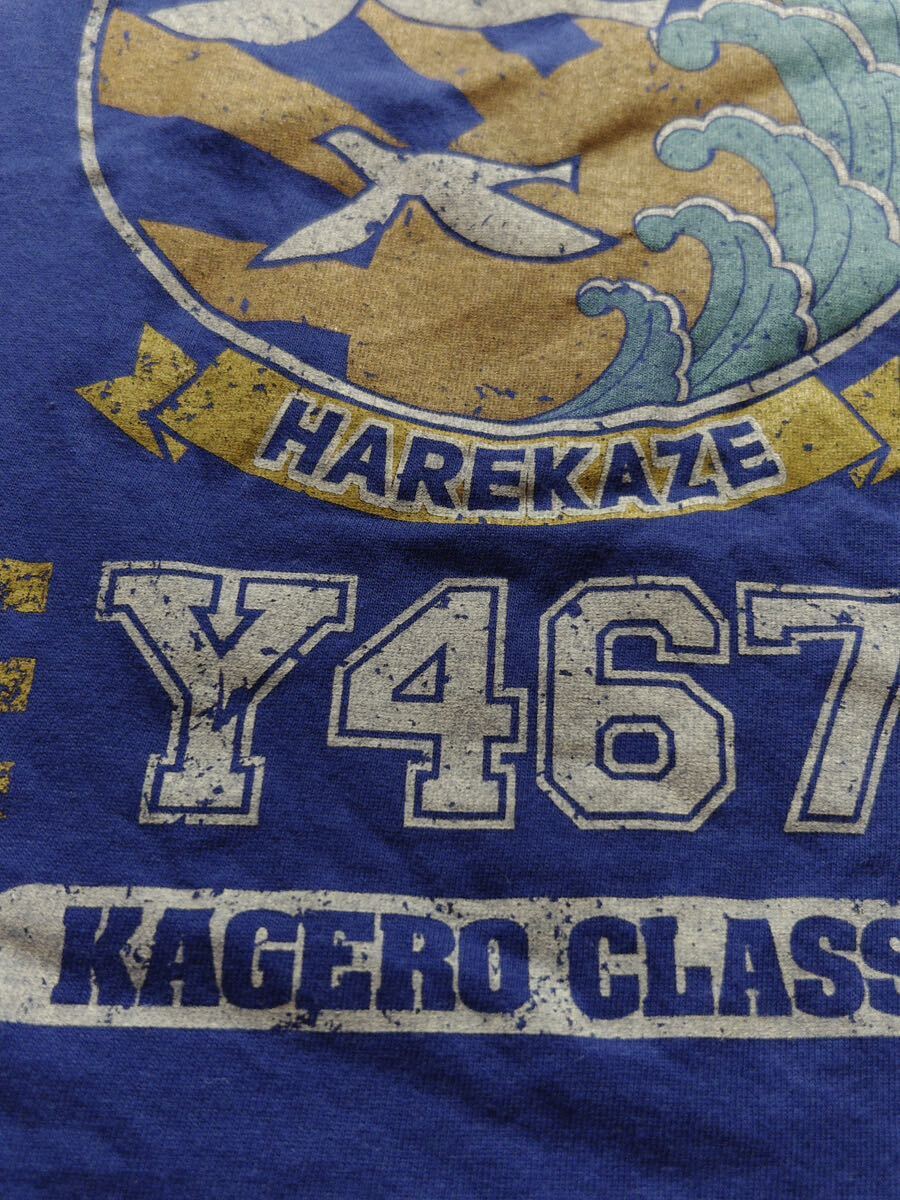 HAREKAZE
Y467
KAGERO CLASS